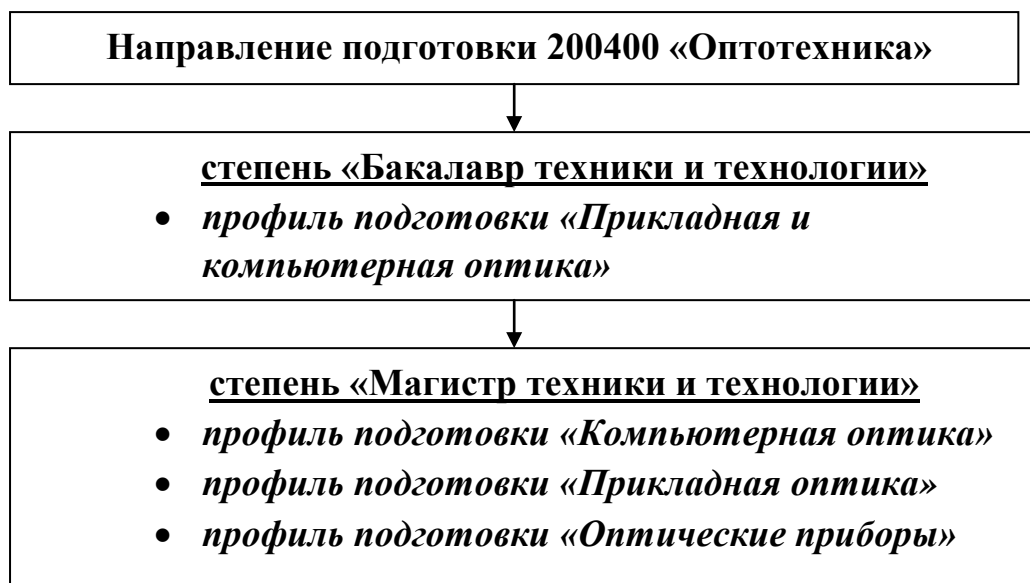 Направление подготовки 200400 «Оптотехника»
степень «Бакалавр техники и технологии»
• профиль подготовки «Прикладная и
компьютерная оптика»
степень «Магистр техники и технологии»
• профиль подготовки «Компьютерная оптика»
• профиль подготовки «Прикладная оптика»
• профиль подготовки «Оптические приборы»